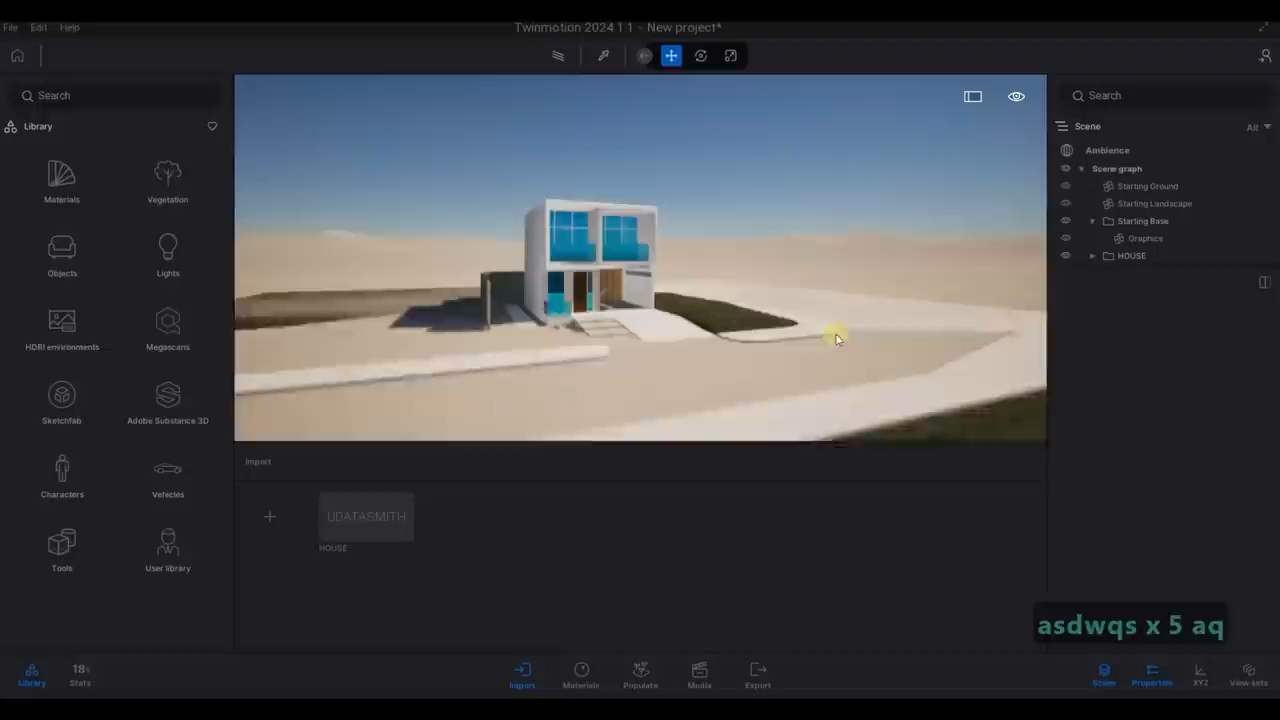 File Edit Help
Twinmotion 2024 1 1 - New project*
Search
Library
Materials
Vegetation
Objects
Lights
HDRI environments
Megascans
Sketchfab
Adobe Substance 3D
Characters
Vehicles
Tools
User library
Import
UDATASMITH
HOUSE
Search
Scene
All
Ambience
Scene graph
Starting Ground
Starting Landscape
Starting Base
Graphics
HOUSE
asdwqs x 5 aq
Library
18%
Stats
Import
Materials
Populate
Media
Export
Scene
Properties
XYZ
View sets